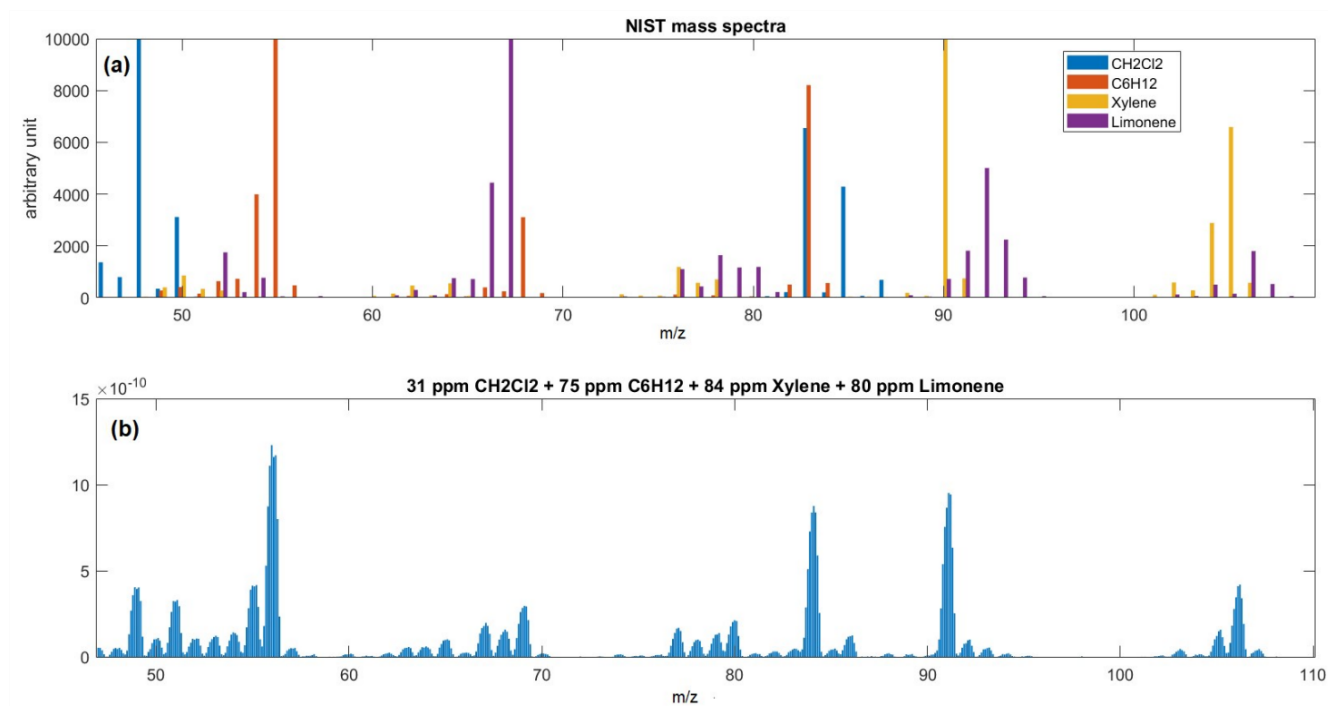 NIST mass spectra
(a)
10000
8000
6000
4000
2000
0
arbitrary unit
CH2Cl2
C6H12
Xylene
Limonene
50 60 70 80 90 100
m/z
31 ppm CH2Cl2 + 75 ppm C6H12 + 84 ppm Xylene + 80 ppm Limonene
×10-10
(b)
15
10
5
0
50 60 70 80 90 100 110
m/z